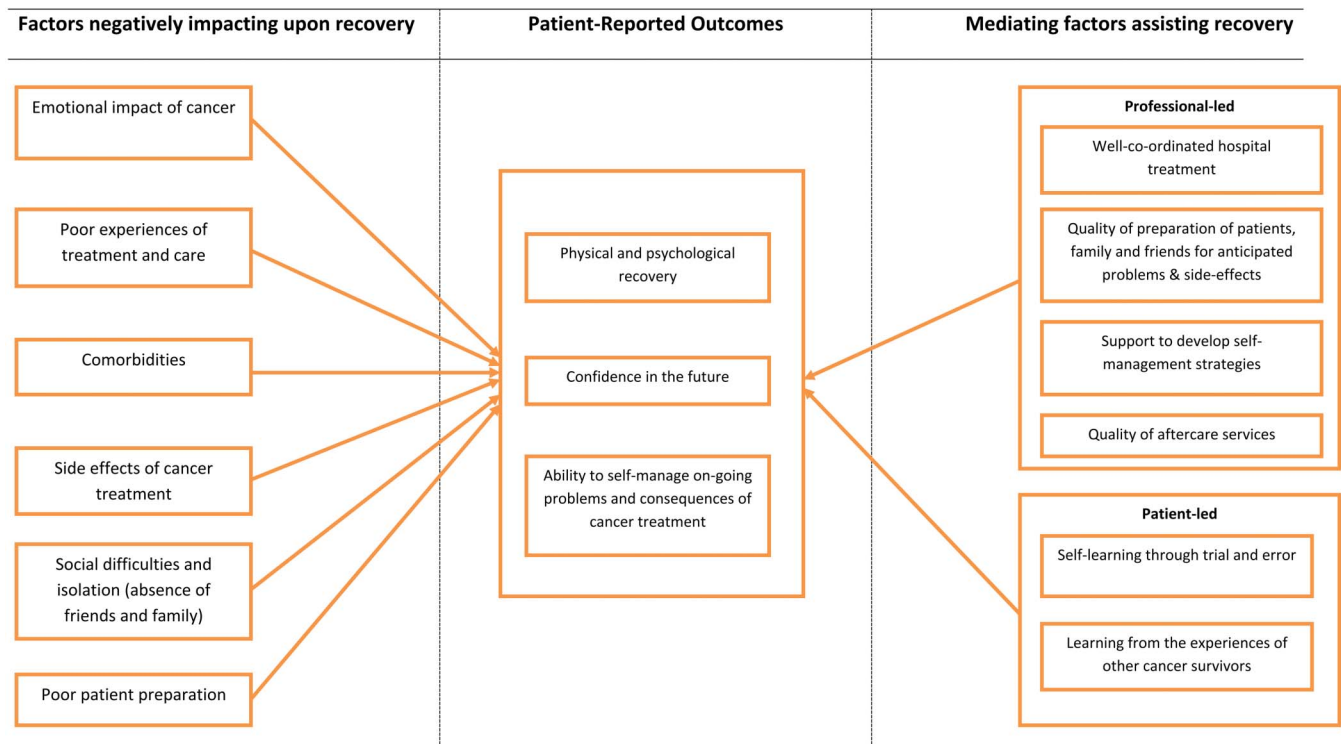 Factors negatively impacting upon recovery
Patient-Reported Outcomes
Mediating factors assisting recovery
Emotional impact of cancer
Poor experiences of
treatment and care
Comorbidities
Side effects of cancer
treatment
Social difficulties and
isolation (absence of
friends and family)
Poor patient preparation
Physical and psychological
recovery
Confidence in the future
Ability to self-manage on-going
problems and consequences of
cancer treatment
Professional-led
Well-co-ordinated hospital
treatment
Quality of preparation of patients,
family and friends for anticipated
problems & side-effects
Support to develop self-
management strategies
Quality of aftercare services
Patient-led
Self-learning through trial and error
Learning from the experiences of
other cancer survivors